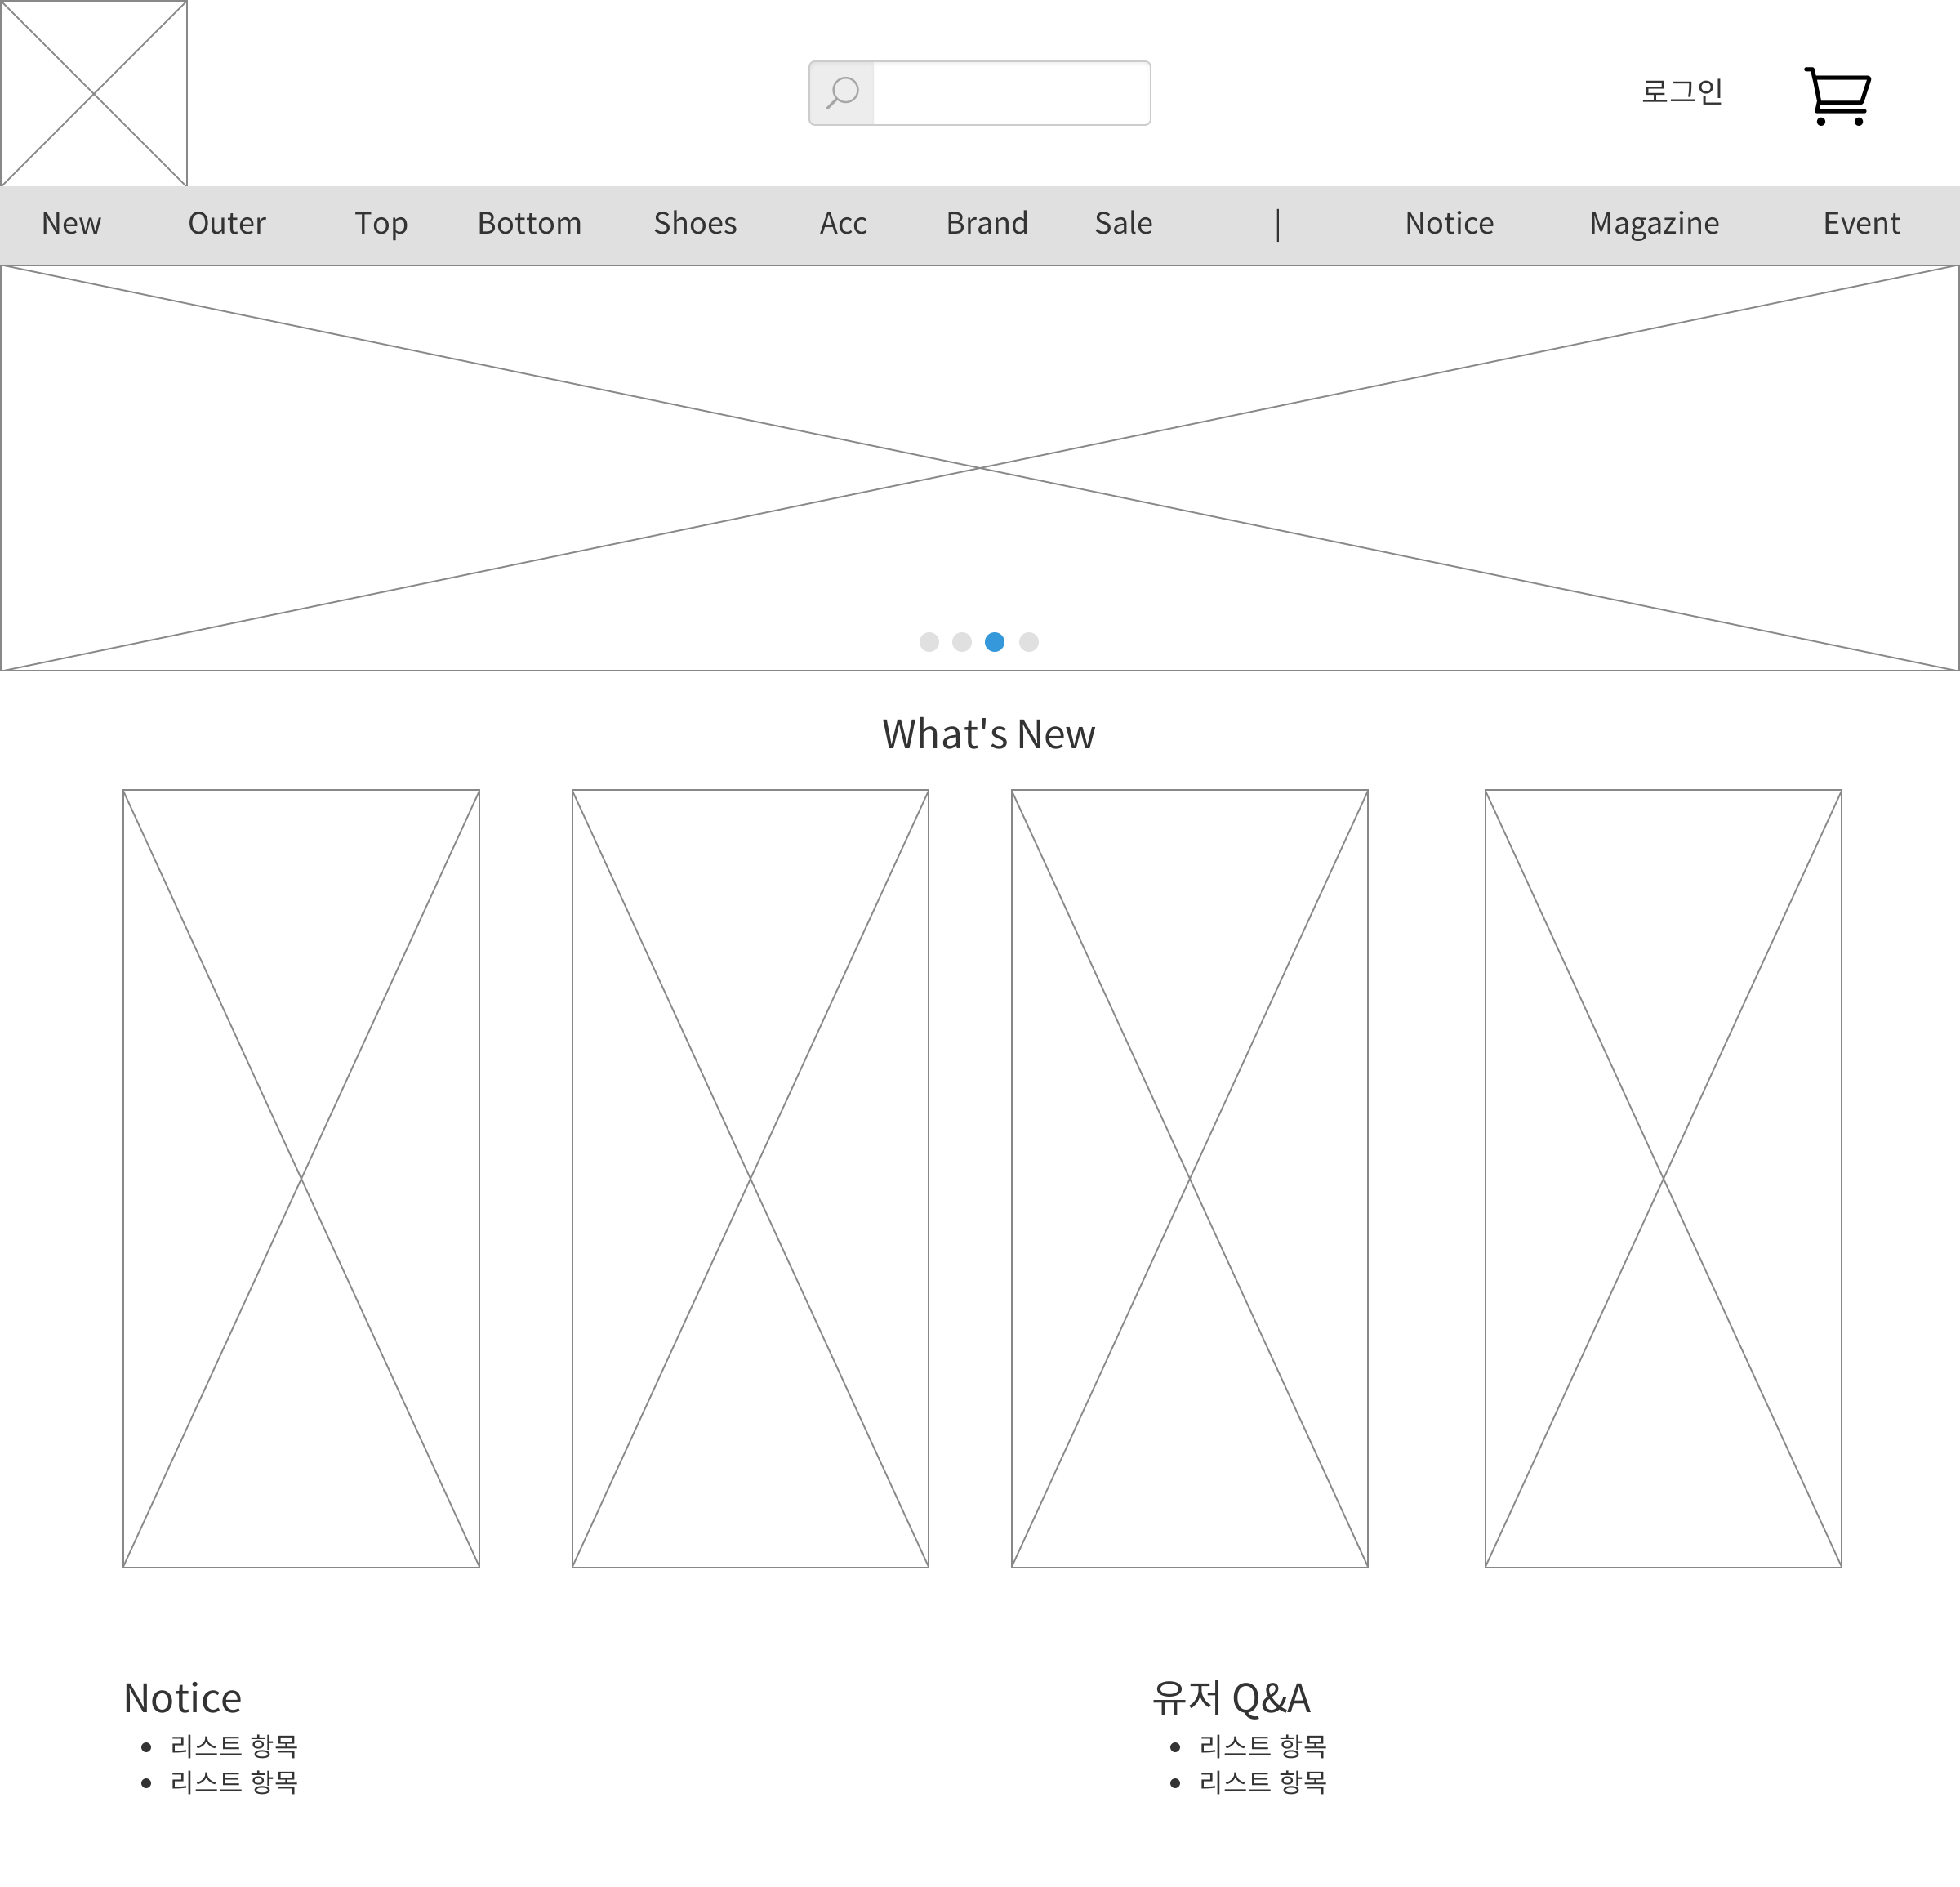 로그인
New Outer Top Bottom Shoes Acc Brand Sale | Notice Magazine Event
What's New
Notice
• 리스트 항목
• 리스트 항목
유저 Q&A
• 리스트 항목
• 리스트 항목